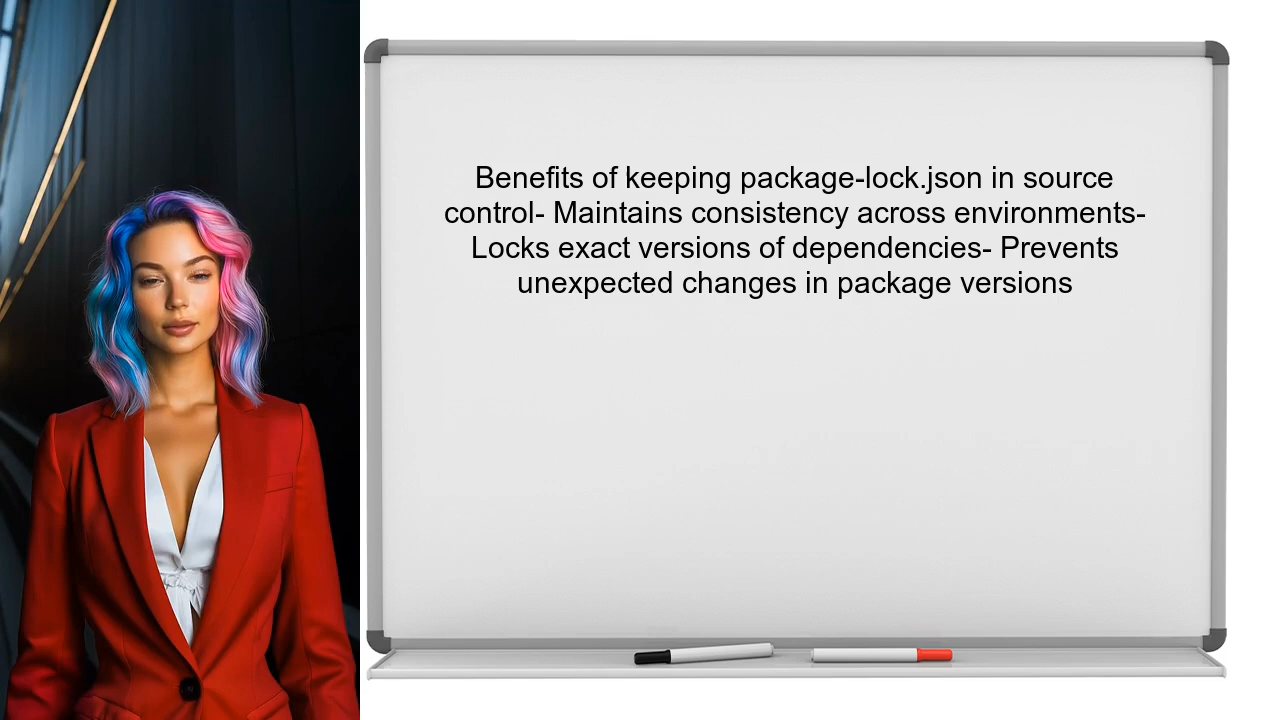 Benefits of keeping package-lock.json in source
control- Maintains consistency across environments-
Locks exact versions of dependencies- Prevents
unexpected changes in package versions